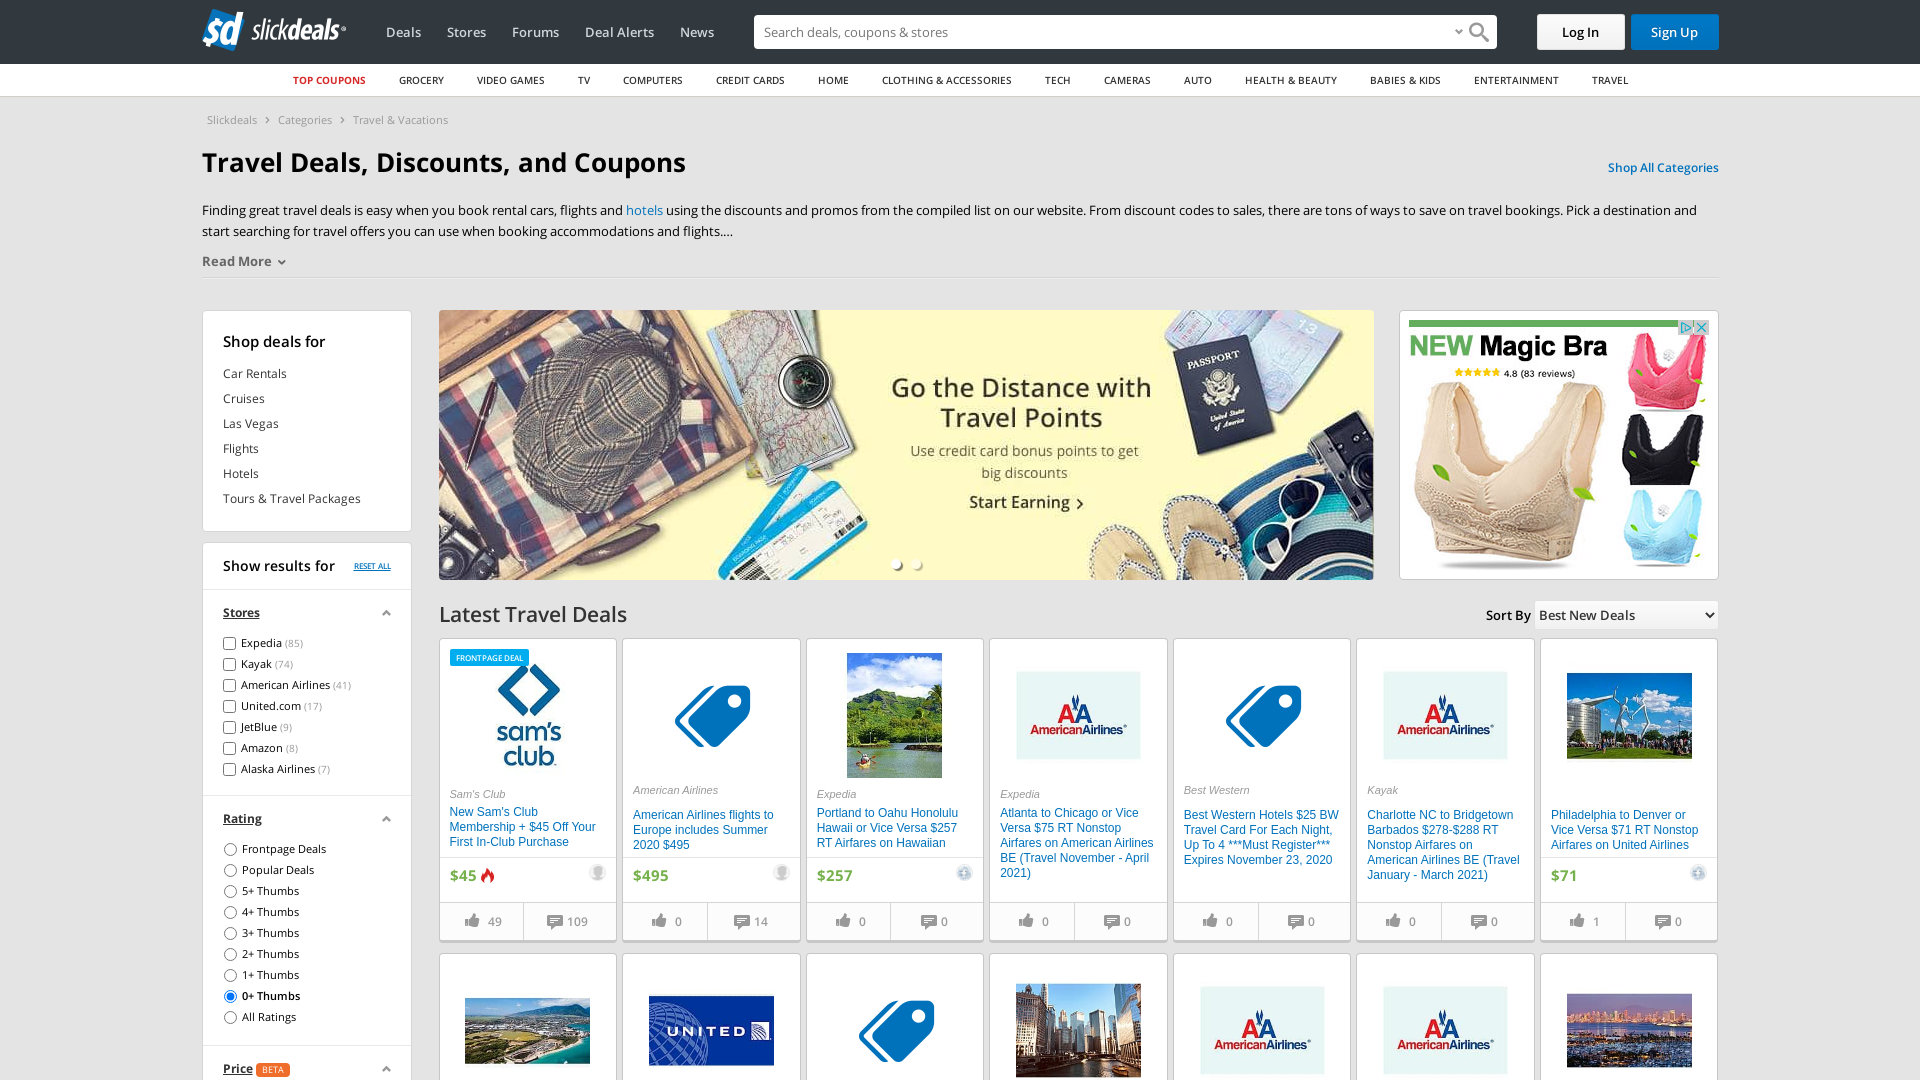 slickdeals
Deals
Stores
Forums
Deal Alerts
News
Search deals, coupons & stores
Log In
Sign Up
TOP COUPONS
GROCERY
VIDEO GAMES
TV
COMPUTERS
CREDIT CARDS
HOME
CLOTHING & ACCESSORIES
TECH
CAMERAS
AUTO
HEALTH & BEAUTY
BABIES & KIDS
ENTERTAINMENT
TRAVEL
Slickdeals
Categories
Travel & Vacations
Travel Deals, Discounts, and Coupons
Shop All Categories
Finding great travel deals is easy when you book rental cars, flights and hotels using the discounts and promos from the compiled list on our website. From discount codes to sales, there are tons of ways to save on travel bookings. Pick a destination and
start searching for travel offers you can use when booking accommodations and flights....
Read More
Shop deals for
Car Rentals
Cruises
Las Vegas
Flights
Hotels
Tours & Travel Packages
Show results for
RESET ALL
Stores
Expedia (85)
Kayak (74)
American Airlines (41)
United.com (17)
JetBlue (9)
Amazon (8)
Alaska Airlines (7)
Rating
Frontpage Deals
Popular Deals
5+ Thumbs
4+ Thumbs
3+ Thumbs
2+ Thumbs
1+ Thumbs
0+ Thumbs
All Ratings
Price BETA
PASSPORT
United States
of America
Go the Distance with
Travel Points
Use credit card bonus points to get
big discounts
Start Earning
NEW Magic Bra
4.8 (83 reviews)
Latest Travel Deals
Sort By Best New Deals
FRONTPAGE DEAL
sam's
club
Sam's Club
New Sam's Club
Membership + $45 Off Your
First In-Club Purchase
$45
49
109
American Airlines
American Airlines flights to
Europe includes Summer
2020 $495
$495
0
14
Expedia
Portland to Oahu Honolulu
Hawaii or Vice Versa $257
RT Airfares on Hawaiian
$257
0
0
AA
AmericanAirlines
Expedia
Atlanta to Chicago or Vice
Versa $75 RT Nonstop
Airfares on American Airlines
BE (Travel November - April
2021)
0
0
Best Western
Best Western Hotels $25 BW
Travel Card For Each Night,
Up To 4 ***Must Register***
Expires November 23, 2020
0
0
AA
AmericanAirlines
Kayak
Charlotte NC to Bridgetown
Barbados $278-$288 RT
Nonstop Airfares on
American Airlines BE (Travel
January - March 2021)
0
0
Philadelphia to Denver or
Vice Versa $71 RT Nonstop
Airfares on United Airlines
$71
1
0
UNITED
AA
AmericanAirlines
AA
AmericanAirlines